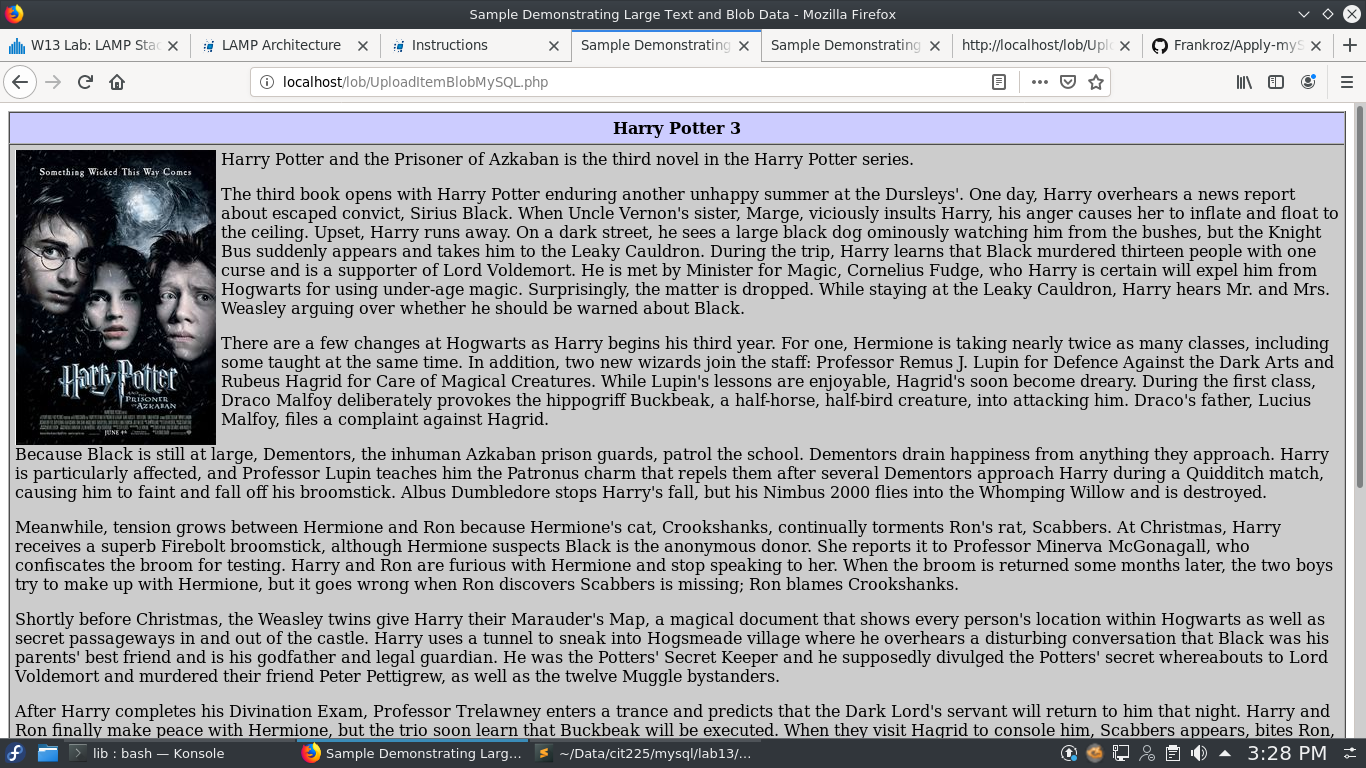 Sample Demonstrating Large Text and Blob Data - Mozilla Firefox
W13 Lab: LAMP Stac
LAMP Architecture
Instructions
Sample Demonstrating
Sample Demonstrating
http://localhost/lob/Uplo
Frankroz/Apply-myS
localhost/lob/UploadItemBlobMySQL.php
Harry Potter 3
Something Wicked This Way Comes
Harry Potter
AND THE
PRISONER OF
AZKABAN
JUNE 4
Harry Potter and the Prisoner of Azkaban is the third novel in the Harry Potter series.
The third book opens with Harry Potter enduring another unhappy summer at the Dursleys'. One day, Harry overhears a news report
about escaped convict, Sirius Black. When Uncle Vernon's sister, Marge, viciously insults Harry, his anger causes her to inflate and float to
the ceiling. Upset, Harry runs away. On a dark street, he sees a large black dog ominously watching him from the bushes, but the Knight
Bus suddenly appears and takes him to the Leaky Cauldron. During the trip, Harry learns that Black murdered thirteen people with one
curse and is a supporter of Lord Voldemort. He is met by Minister for Magic, Cornelius Fudge, who Harry is certain will expel him from
Hogwarts for using under-age magic. Surprisingly, the matter is dropped. While staying at the Leaky Cauldron, Harry hears Mr. and Mrs.
Weasley arguing over whether he should be warned about Black.
There are a few changes at Hogwarts as Harry begins his third year. For one, Hermione is taking nearly twice as many classes, including
some taught at the same time. In addition, two new wizards join the staff: Professor Remus J. Lupin for Defence Against the Dark Arts and
Rubeus Hagrid for Care of Magical Creatures. While Lupin's lessons are enjoyable, Hagrid's soon become dreary. During the first class,
Draco Malfoy deliberately provokes the hippogriff Buckbeak, a half-horse, half-bird creature, into attacking him. Draco's father, Lucius
Malfoy, files a complaint against Hagrid.
Because Black is still at large, Dementors, the inhuman Azkaban prison guards, patrol the school. Dementors drain happiness from anything they approach. Harry
is particularly affected, and Professor Lupin teaches him the Patronus charm that repels them after several Dementors approach Harry during a Quidditch match,
causing him to faint and fall off his broomstick. Albus Dumbledore stops Harry's fall, but his Nimbus 2000 flies into the Whomping Willow and is destroyed.
Meanwhile, tension grows between Hermione and Ron because Hermione's cat, Crookshanks, continually torments Ron's rat, Scabbers. At Christmas, Harry
receives a superb Firebolt broomstick, although Hermione suspects Black is the anonymous donor. She reports it to Professor Minerva McGonagall, who
confiscates the broom for testing. Harry and Ron are furious with Hermione and stop speaking to her. When the broom is returned some months later, the two boys
try to make up with Hermione, but it goes wrong when Ron discovers Scabbers is missing; Ron blames Crookshanks.
Shortly before Christmas, the Weasley twins give Harry their Marauder's Map, a magical document that shows every person's location within Hogwarts as well as
secret passageways in and out of the castle. Harry uses a tunnel to sneak into Hogsmeade village where he overhears a disturbing conversation that Black was his
parents' best friend and is his godfather and legal guardian. He was the Potters' Secret Keeper and he supposedly divulged the Potters' secret whereabouts to Lord
Voldemort and murdered their friend Peter Pettigrew, as well as the twelve Muggle bystanders.
After Harry completes his Divination Exam, Professor Trelawney enters a trance and predicts that the Dark Lord's servant will return to him that night. Harry and
Ron finally make peace with Hermione, but the trio soon learn that Buckbeak will be executed. When they visit Hagrid to console him, Scabbers appears, bites Ron,
lib : bash — Konsole
Sample Demonstrating Larg...
~/Data/cit225/mysql/lab13/...
3:28 PM